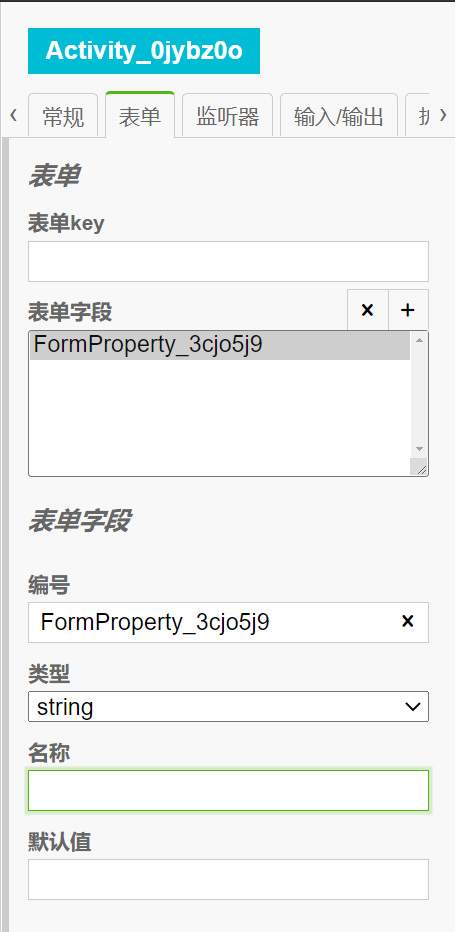 Activity_0jybz0o
常规 表单 监听器 输入/输出
表单
表单key
表单字段
FormProperty_3cjo5j9
表单字段
编号
FormProperty_3cjo5j9
类型
string
名称
默认值